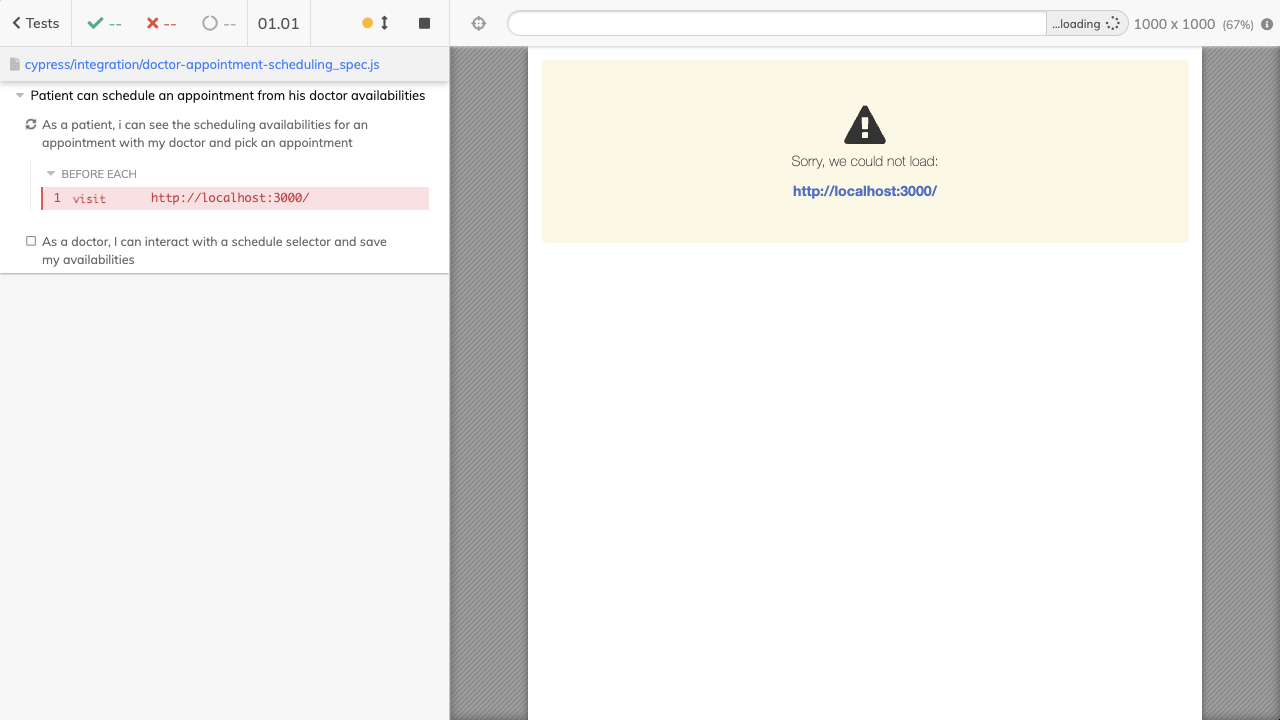 Tests
--
--
--
01.01
...loading
1000 x 1000 (67%)
cypress/integration/doctor-appointment-scheduling_spec.js
Patient can schedule an appointment from his doctor availabilities
As a patient, i can see the scheduling availabilities for an
appointment with my doctor and pick an appointment
BEFORE EACH
1 visit http://localhost:3000/
As a doctor, I can interact with a schedule selector and save
my availabilities
Sorry, we could not load:
http://localhost:3000/